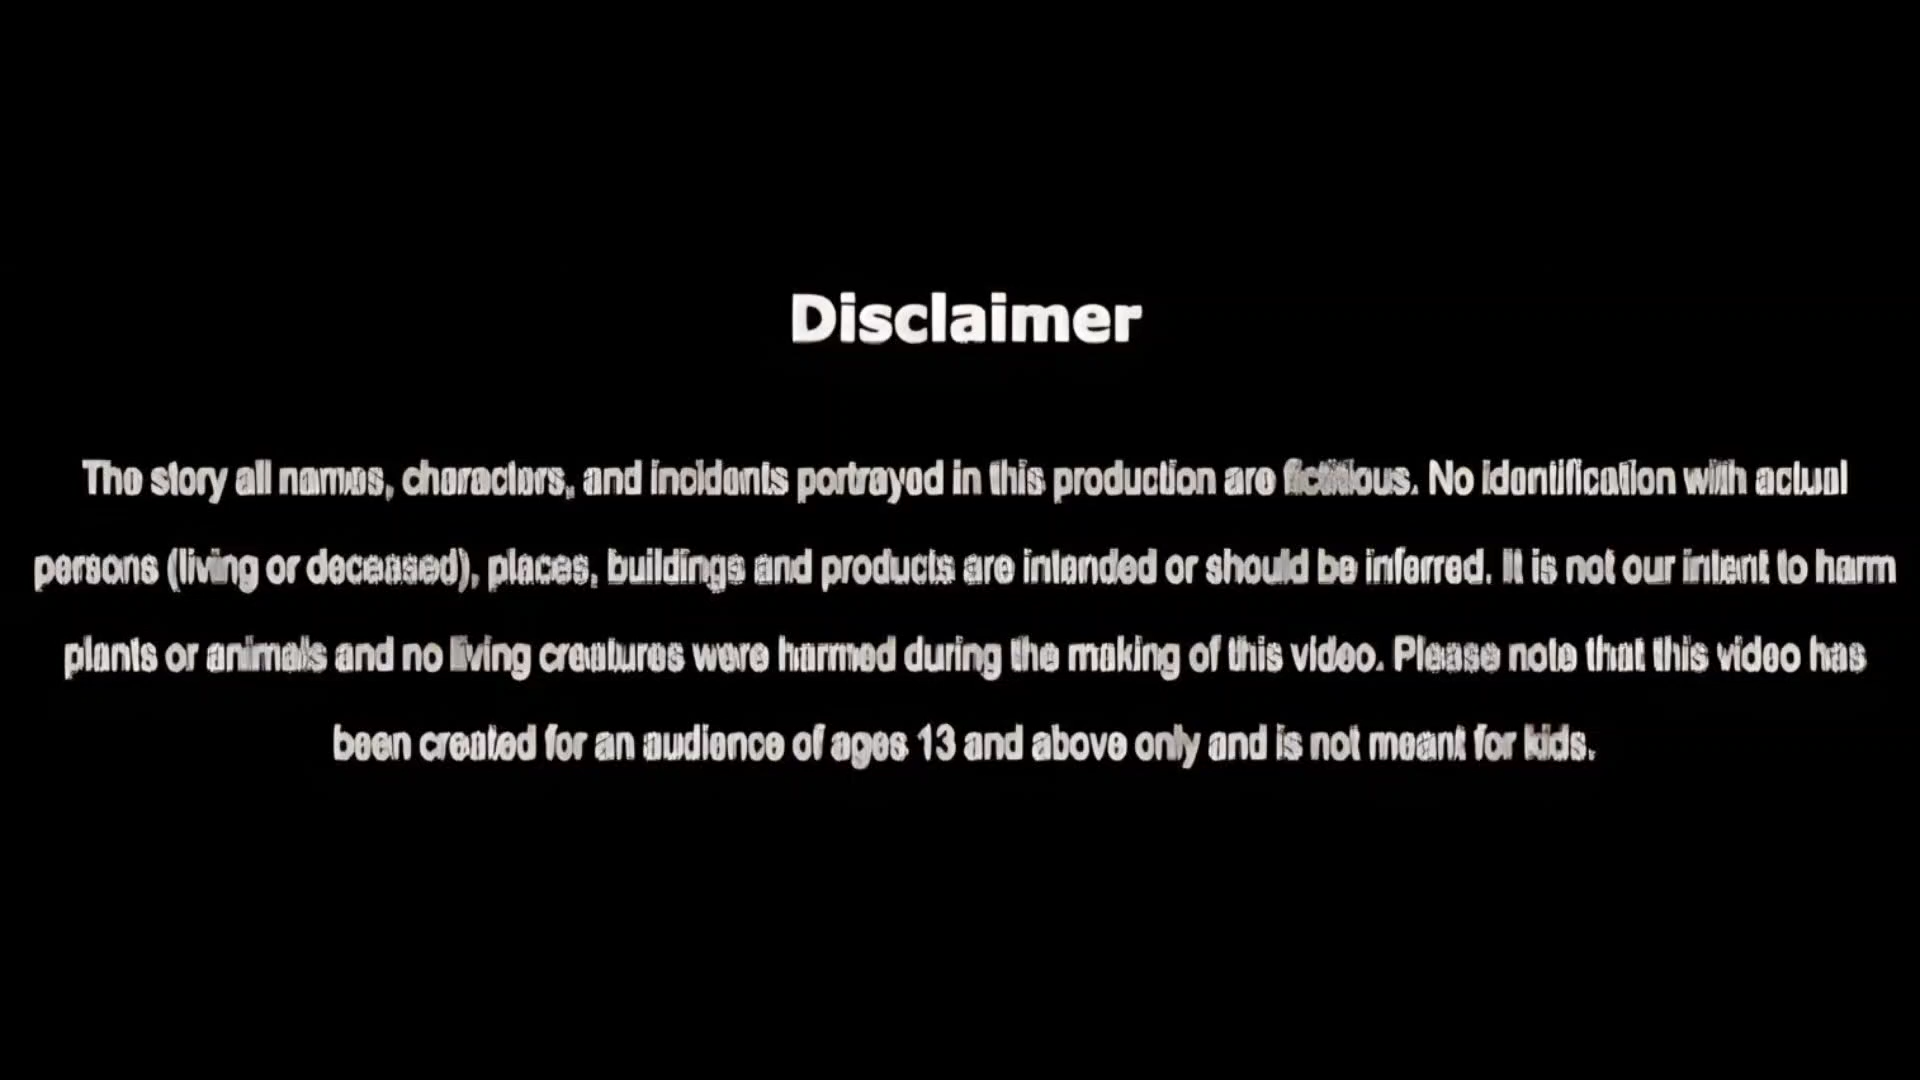 Disclaimer
The story all names, characters, and incidents portrayed in this production are fictitious. No identification with actual
persons (living or deceased), places, buildings and products are intended or should be inferred. It is not our intent to harm
plants or animals and no living creatures were harmed during the making of this video. Please note that this video has
been created for an audience of ages 13 and above only and is not meant for kids.